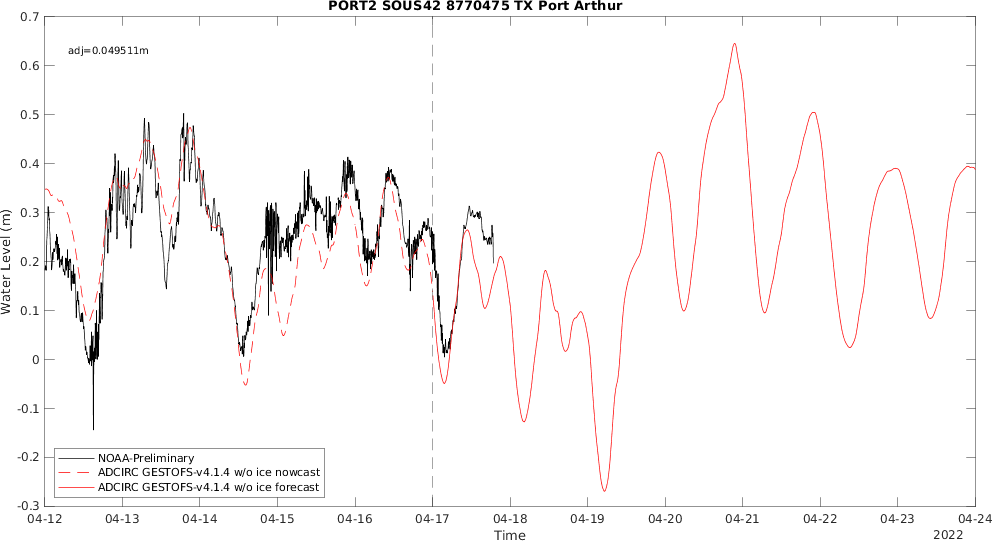 PORT2 SOUS42 8770475 TX Port Arthur
0.7
0.6
0.5
0.4
0.3
0.2
0.1
0
-0.1
-0.2
-0.3
Water Level (m)
adj=0.049511m
NOAA-Preliminary
ADCIRC GESTOFS-v4.1.4 w/o ice nowcast
ADCIRC GESTOFS-v4.1.4 w/o ice forecast
04-12 04-13 04-14 04-15 04-16 04-17 04-18 04-19 04-20 04-21 04-22 04-23 04-24
Time
2022